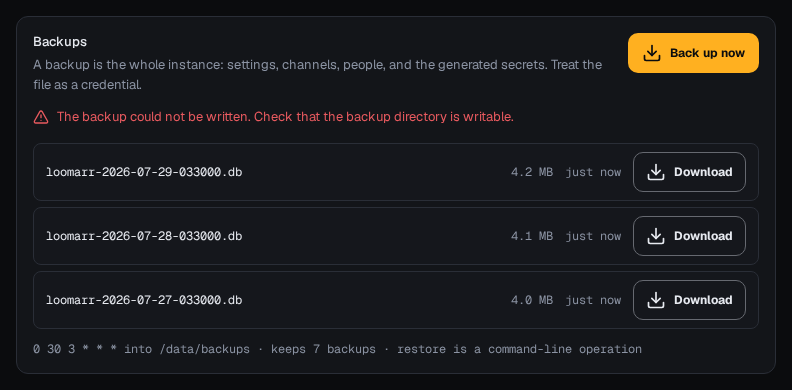 Backups
Back up now
A backup is the whole instance: settings, channels, people, and the generated secrets. Treat the
file as a credential.
The backup could not be written. Check that the backup directory is writable.
loomarr-2026-07-29-033000.db 4.2 MB just now Download
loomarr-2026-07-28-033000.db 4.1 MB just now Download
loomarr-2026-07-27-033000.db 4.0 MB just now Download
0 30 3 * * * into /data/backups · keeps 7 backups · restore is a command-line operation